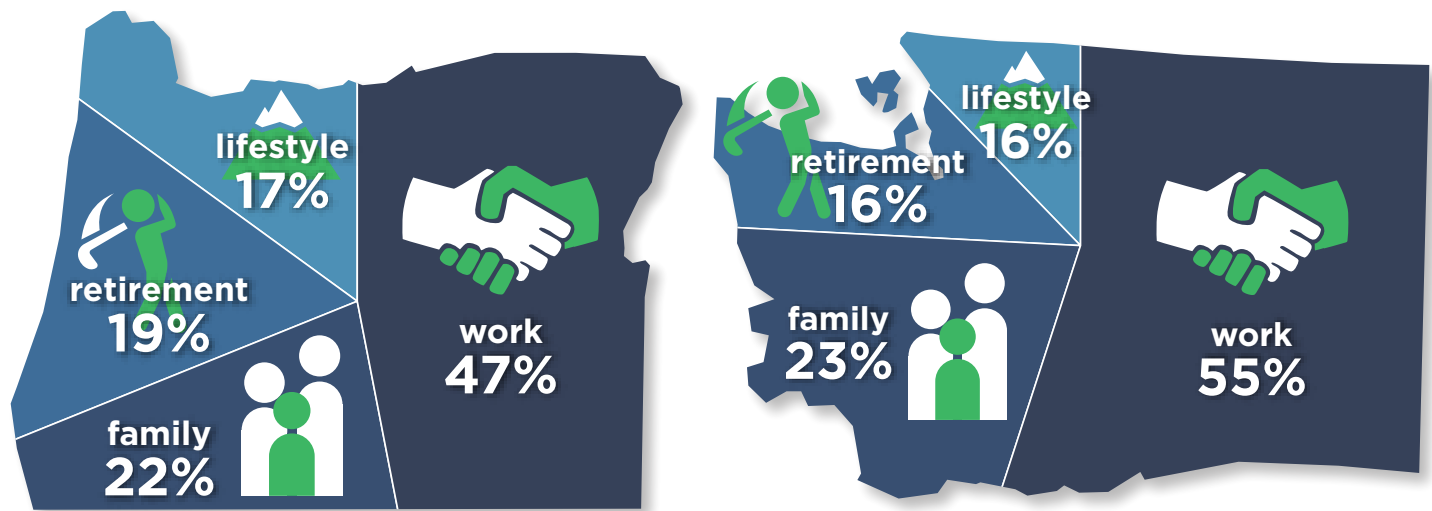 lifestyle
17%
retirement
19%
family
22%
work
47%
lifestyle
16%
retirement
16%
family
23%
work
55%